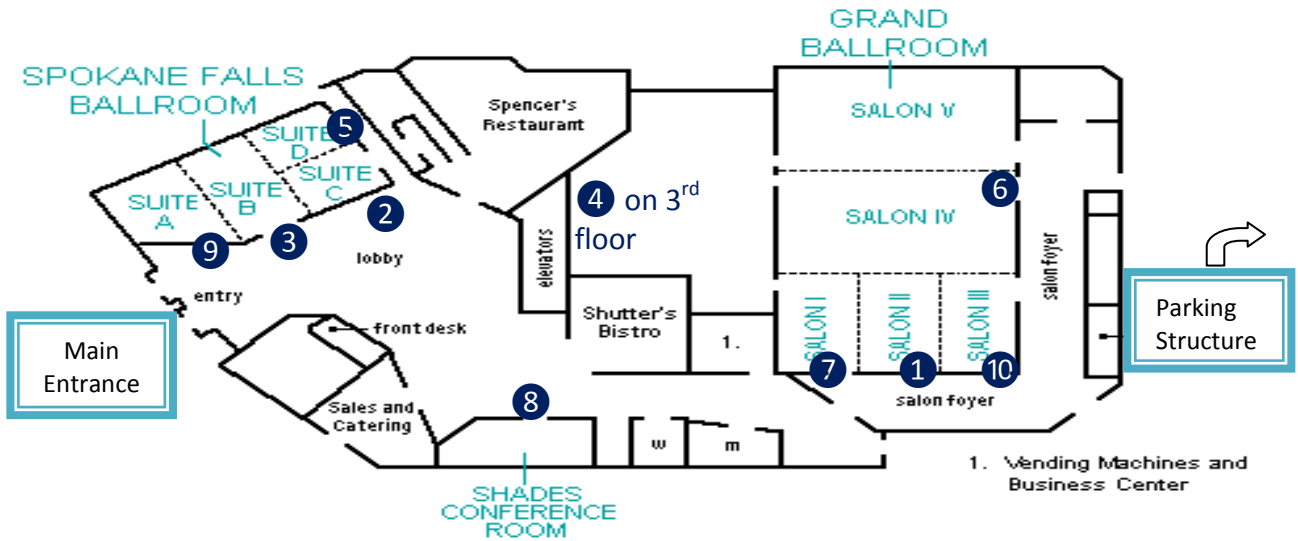 GRAND
BALLROOM
SPOKANE FALLS
BALLROOM
Spencer's
Restaurant
SALON V
5
SUITE
D
SUITE
C
SUITE
B
SUITE
A
4 on 3rd
floor
6
SALON IV
2
3
9
lobby
elevators
salon foyer
entry
Parking
Structure
Main
Entrance
front desk
Shutter's
Bistro
1.
SALON I
SALON II
SALON III
7
1
10
salon foyer
8
Sales and
Catering
w
m
SHADES
CONFERENCE
ROOM
1. Vending Machines and
Business Center